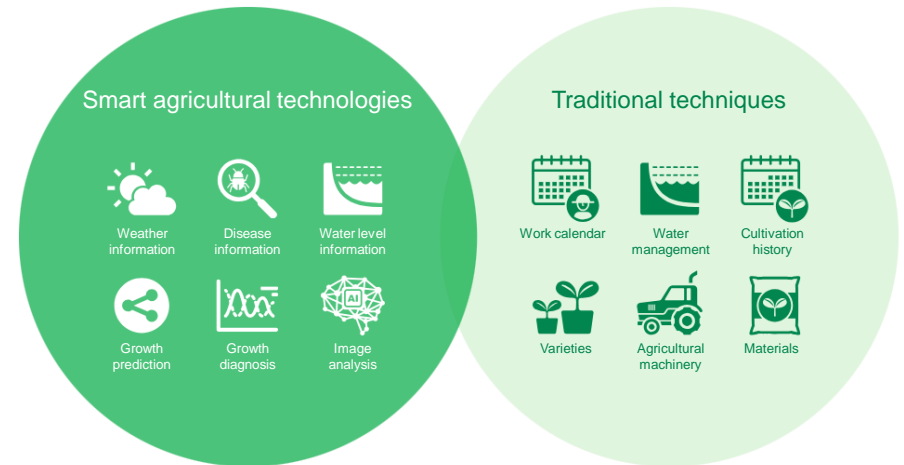 Smart agricultural technologies
Traditional techniques
Weather
information
Disease
information
Water level
information
Work calendar
Water
management
Cultivation
history
AI
Growth
prediction
Growth
diagnosis
Image
analysis
Varieties
Agricultural
machinery
Materials